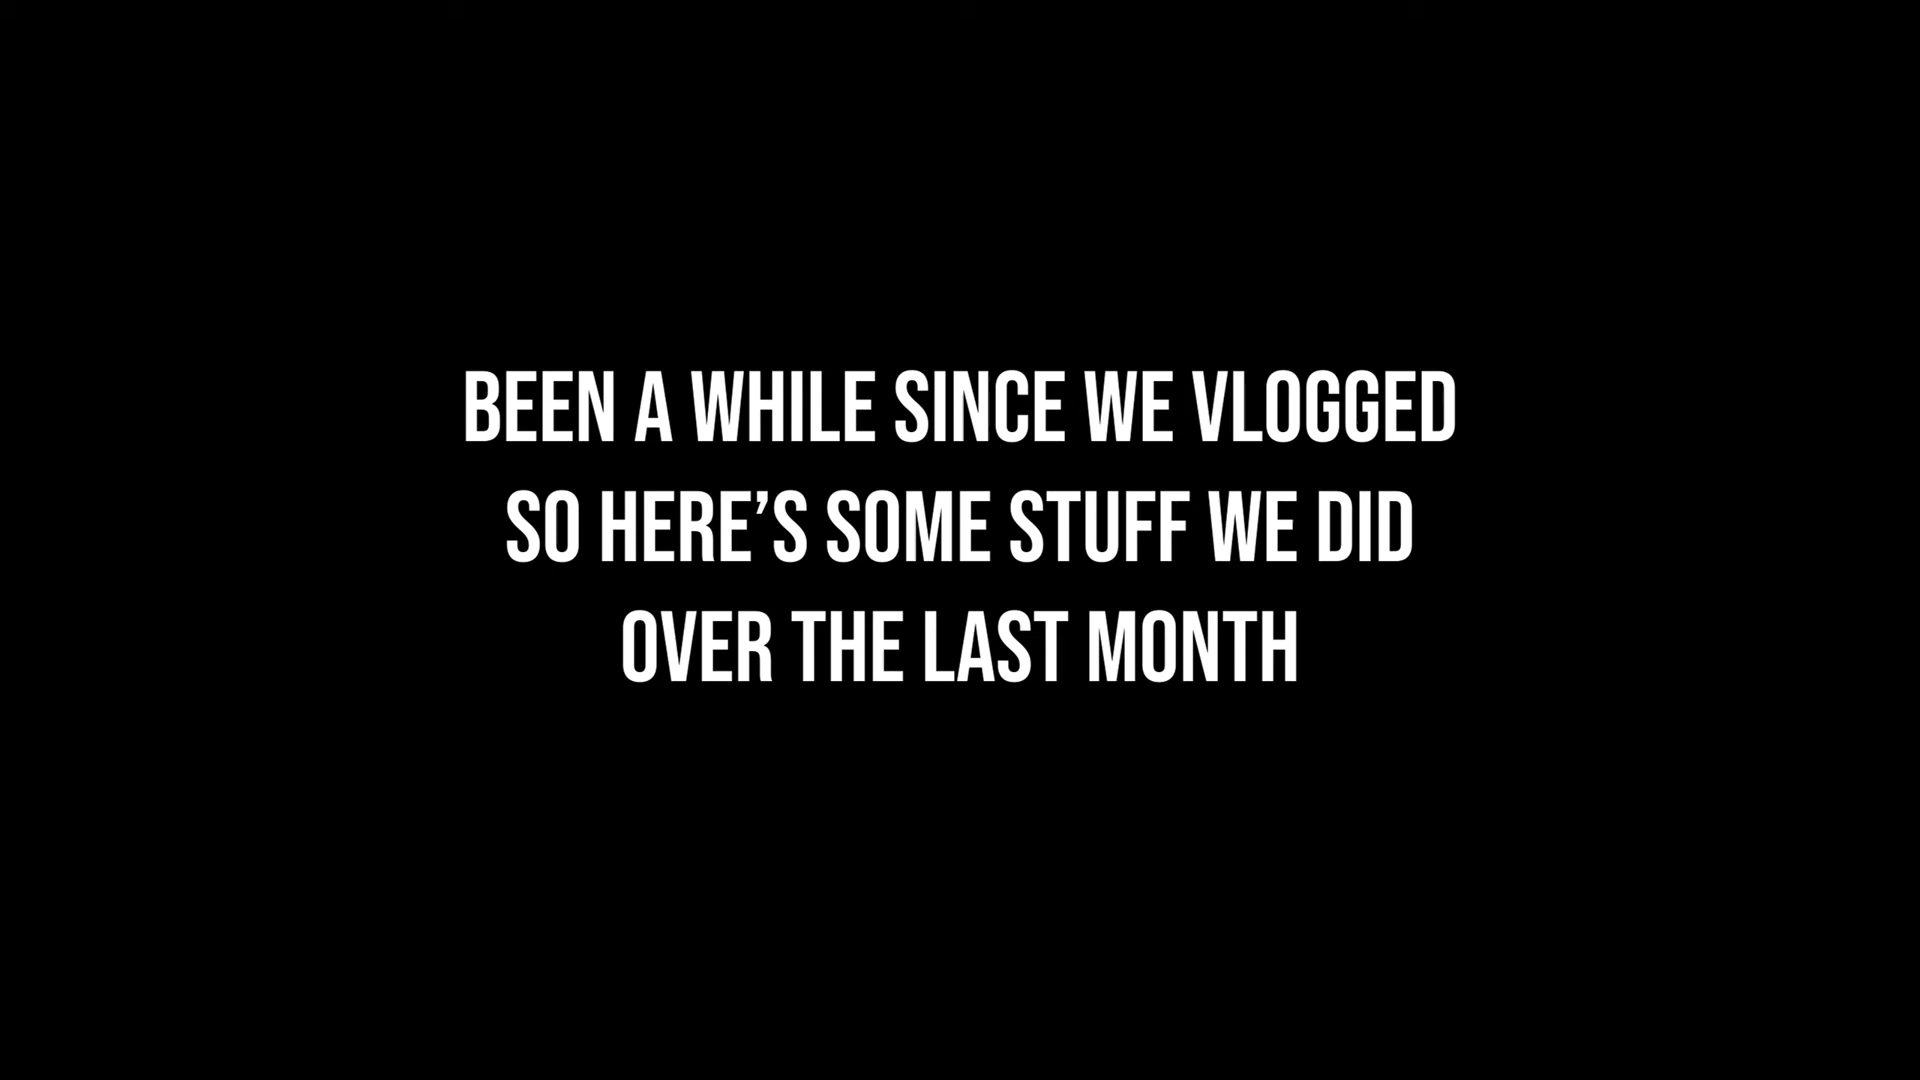 BEEN A WHILE SINCE WE VLOGGED
SO HERE’S SOME STUFF WE DID
OVER THE LAST MONTH